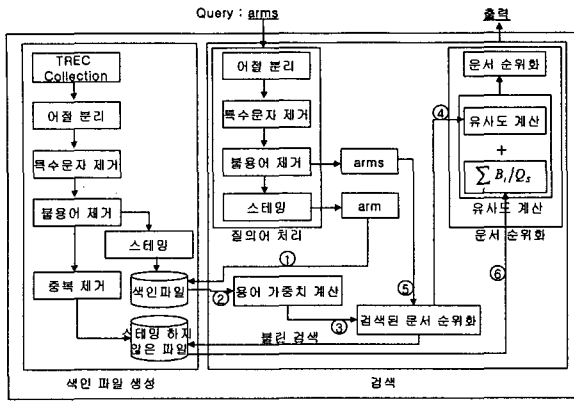 Query : arms
출력
TREC
Collection
어절 분리
특수문자 제거
불용어 제거
스테밍
중복 제거
색인파일
스테밍 하지
않은 파일
색인 파일 생성
어절 분리
특수문자 제거
불용어 제거
arms
스테밍
arm
질의어 처리
①
②
용어 가중치 계산
③
검색된 문서 순위화
불린 검색
④
⑤
⑥
문서 순위화
유사도 계산
+
∑ Bᵢ/Qₛ
유사도 계산
문서 순위화
검색